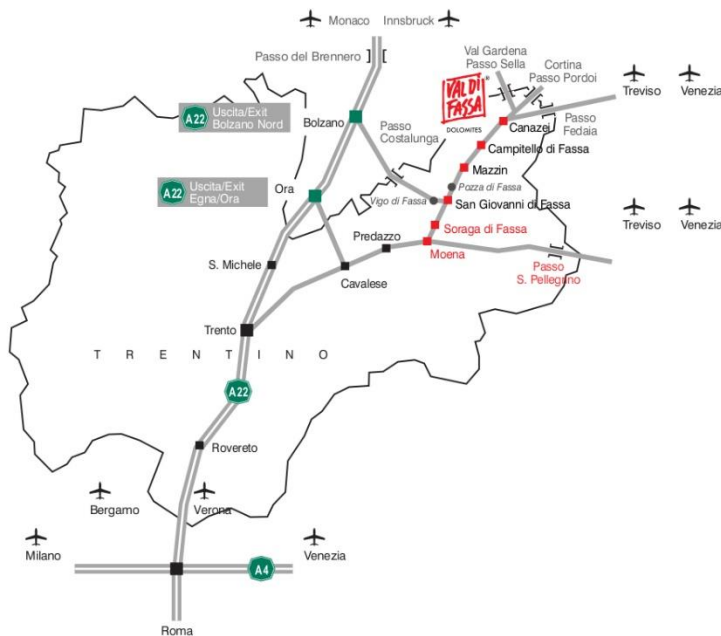 Monaco
Innsbruck
Passo del Brennero
Val Gardena
Passo Sella
Cortina
Passo Pordoi
Treviso
Venezia
VAL DI
FASSA
DOLOMITES
A22
Uscita/Exit
Bolzano Nord
Bolzano
Passo
Costalunga
Canazei
Passo
Fedaia
Campitello di Fassa
Mazzin
A22
Uscita/Exit
Egna/Ora
Ora
Pozza di Fassa
Vigo di Fassa
San Giovanni di Fassa
Treviso
Venezia
Soraga di Fassa
Predazzo
Moena
S. Michele
Cavalese
Passo
S. Pellegrino
Trento
TRENTINO
A22
Rovereto
Bergamo
Verona
Milano
Venezia
A4
Roma